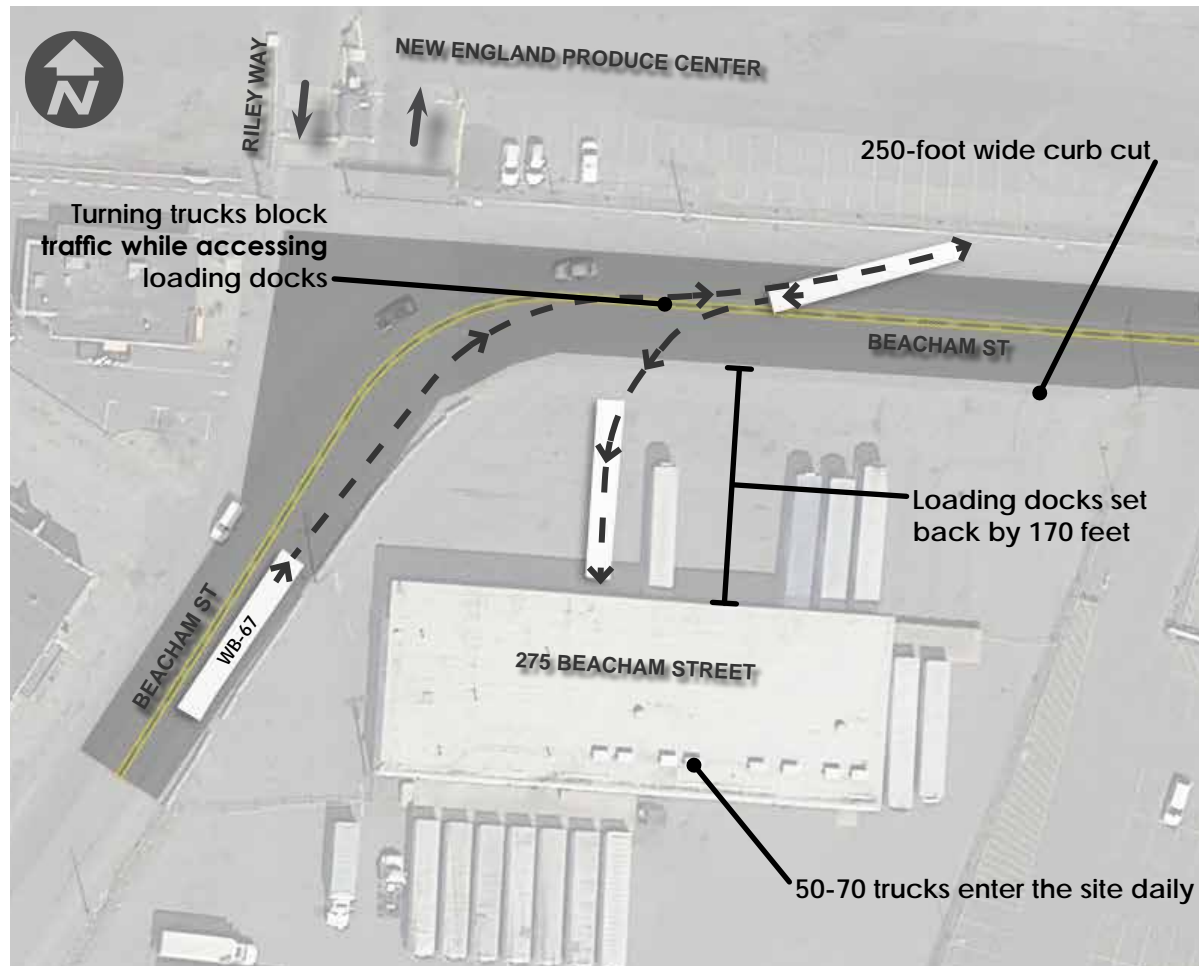 N
RILEY WAY
NEW ENGLAND PRODUCE CENTER
250-foot wide curb cut
Turning trucks block
traffic while accessing
loading docks
BEACHAM ST
Loading docks set
back by 170 feet
BEACHAM ST
WB-67
275 BEACHAM STREET
50-70 trucks enter the site daily